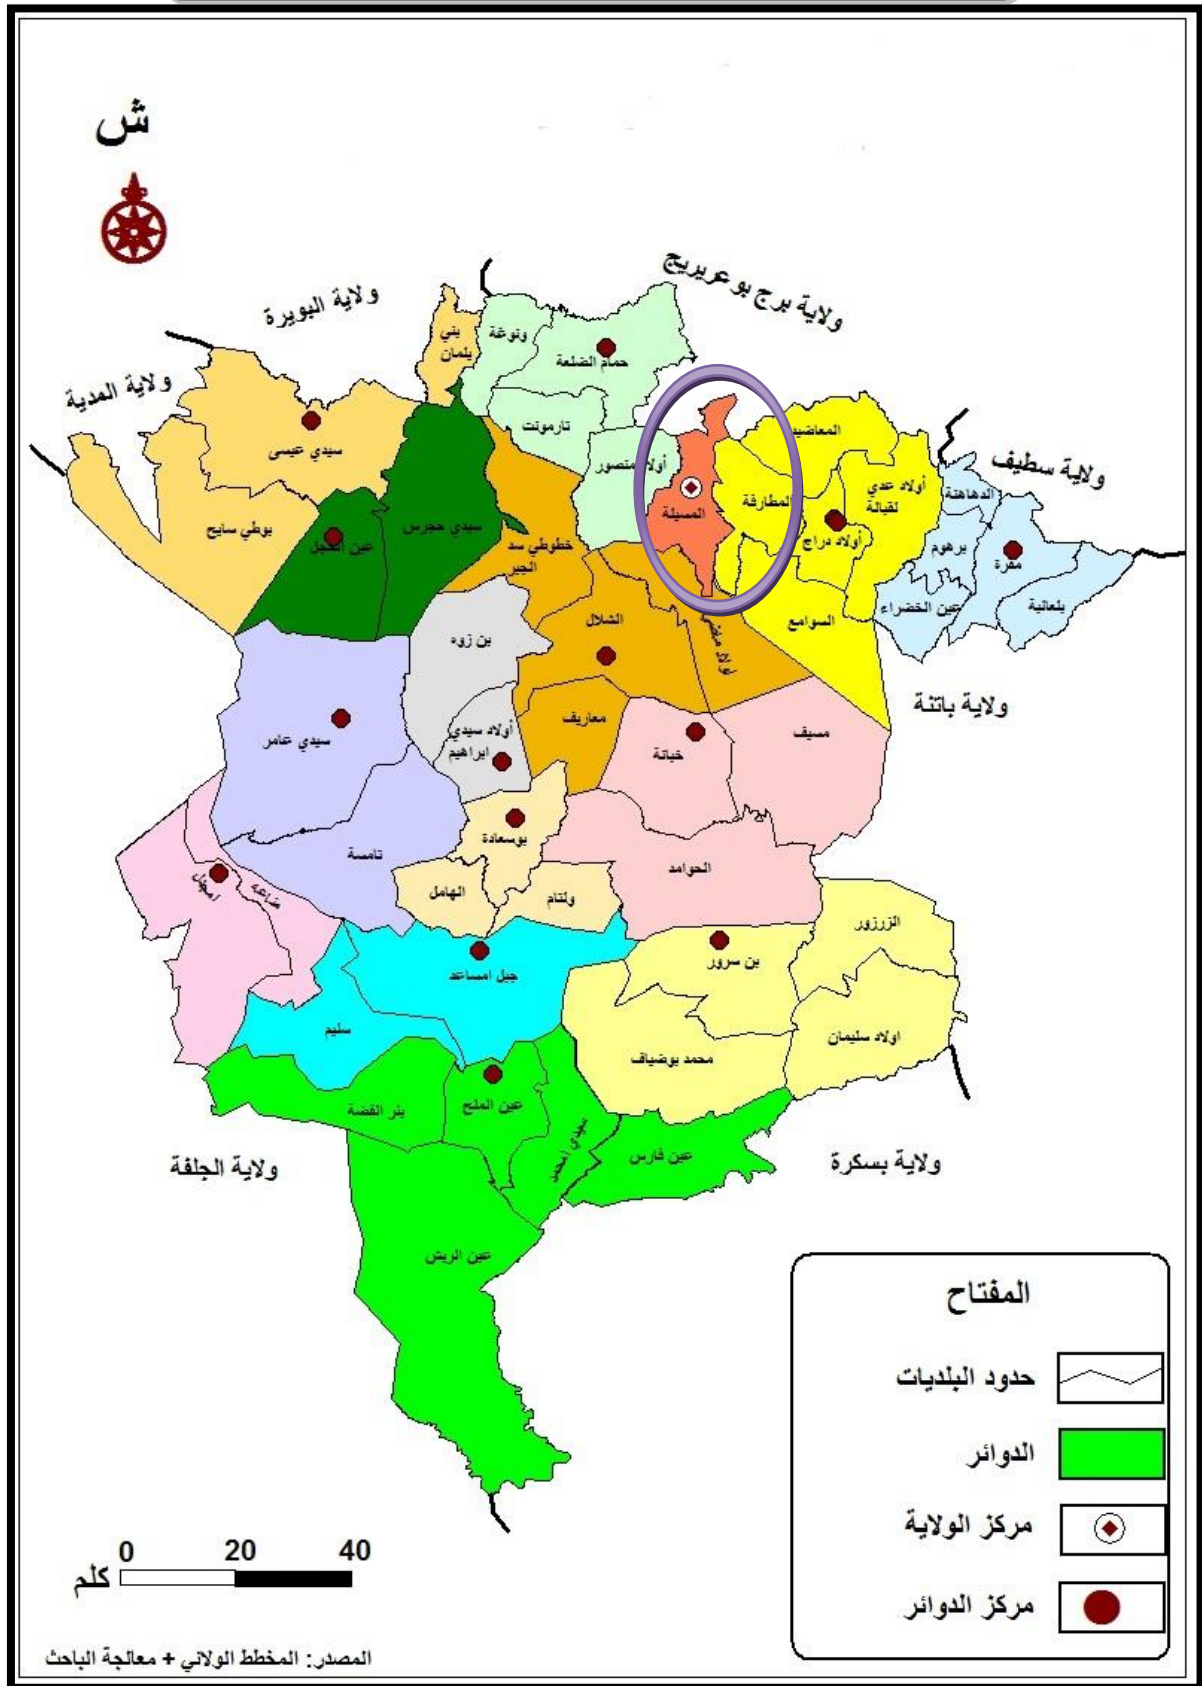 ش
ولاية برج بوعريريج
ولاية البويرة
ولاية المدية
ولاية سطيف
بني
يلمان
ونوغة
حمام الضلعة
تارمونت
أولاد منصور
المسيلة
المعاضيد
المطارفة
أولاد عدي
لقبالة
أولاد دراج
السوامع
الدهاهنة
برهوم
مقرة
عين الخضراء
بلعايبة
سيدي عيسى
بوطي سايح
عين الحجل
سيدي هجرس
خطوطي سد
الجير
الشلال
معاريف
بن زوه
أولاد سيدي
ابراهيم
ولاية باتنة
مسيف
خبانة
الحوامد
سيدي عامر
تامسة
بوسعادة
الهامل
ولتام
امجدل
جبل امساعد
سليم
بن سرور
الزرزور
اولاد سليمان
محمد بوضياف
عين الملح
بئر الفضة
سيدي امحمد
عين فارس
عين الريش
ولاية الجلفة
ولاية بسكرة
المفتاح
حدود البلديات
الدوائر
مركز الولاية
مركز الدوائر
0 20 40
كلم
المصدر: المخطط الولائي + معالجة الباحث